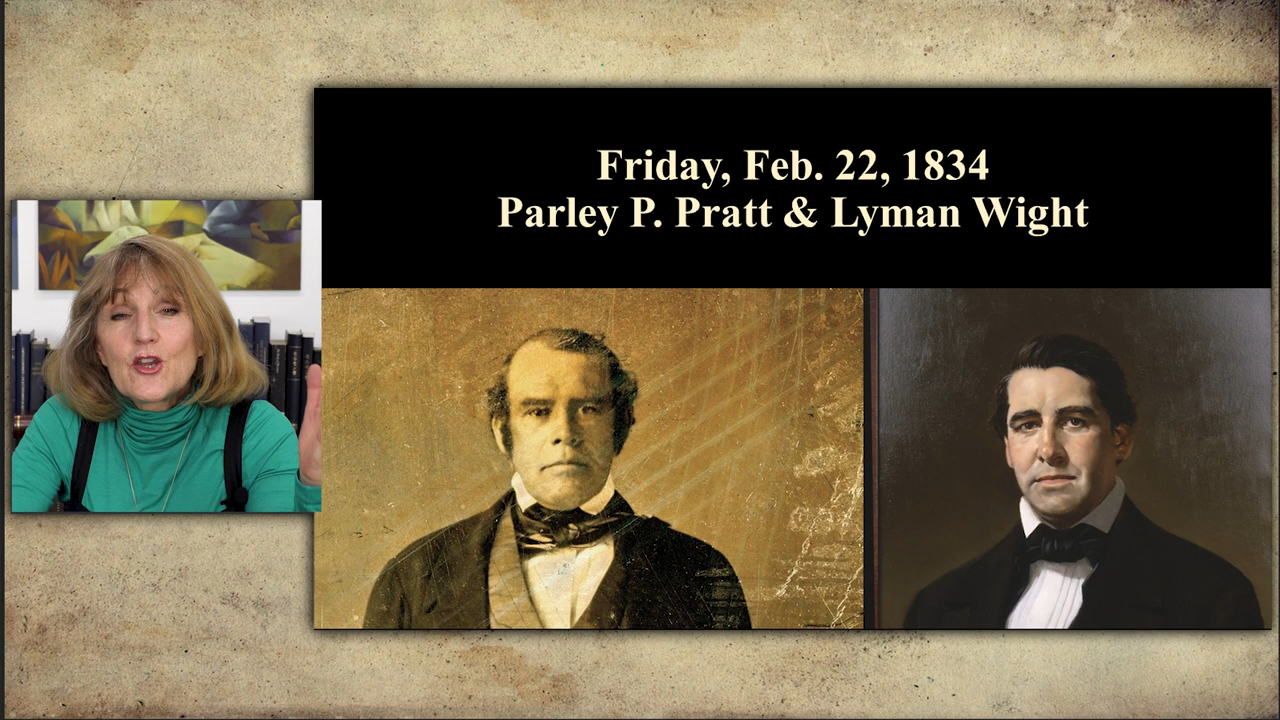 Friday, Feb. 22, 1834
Parley P. Pratt & Lyman Wight